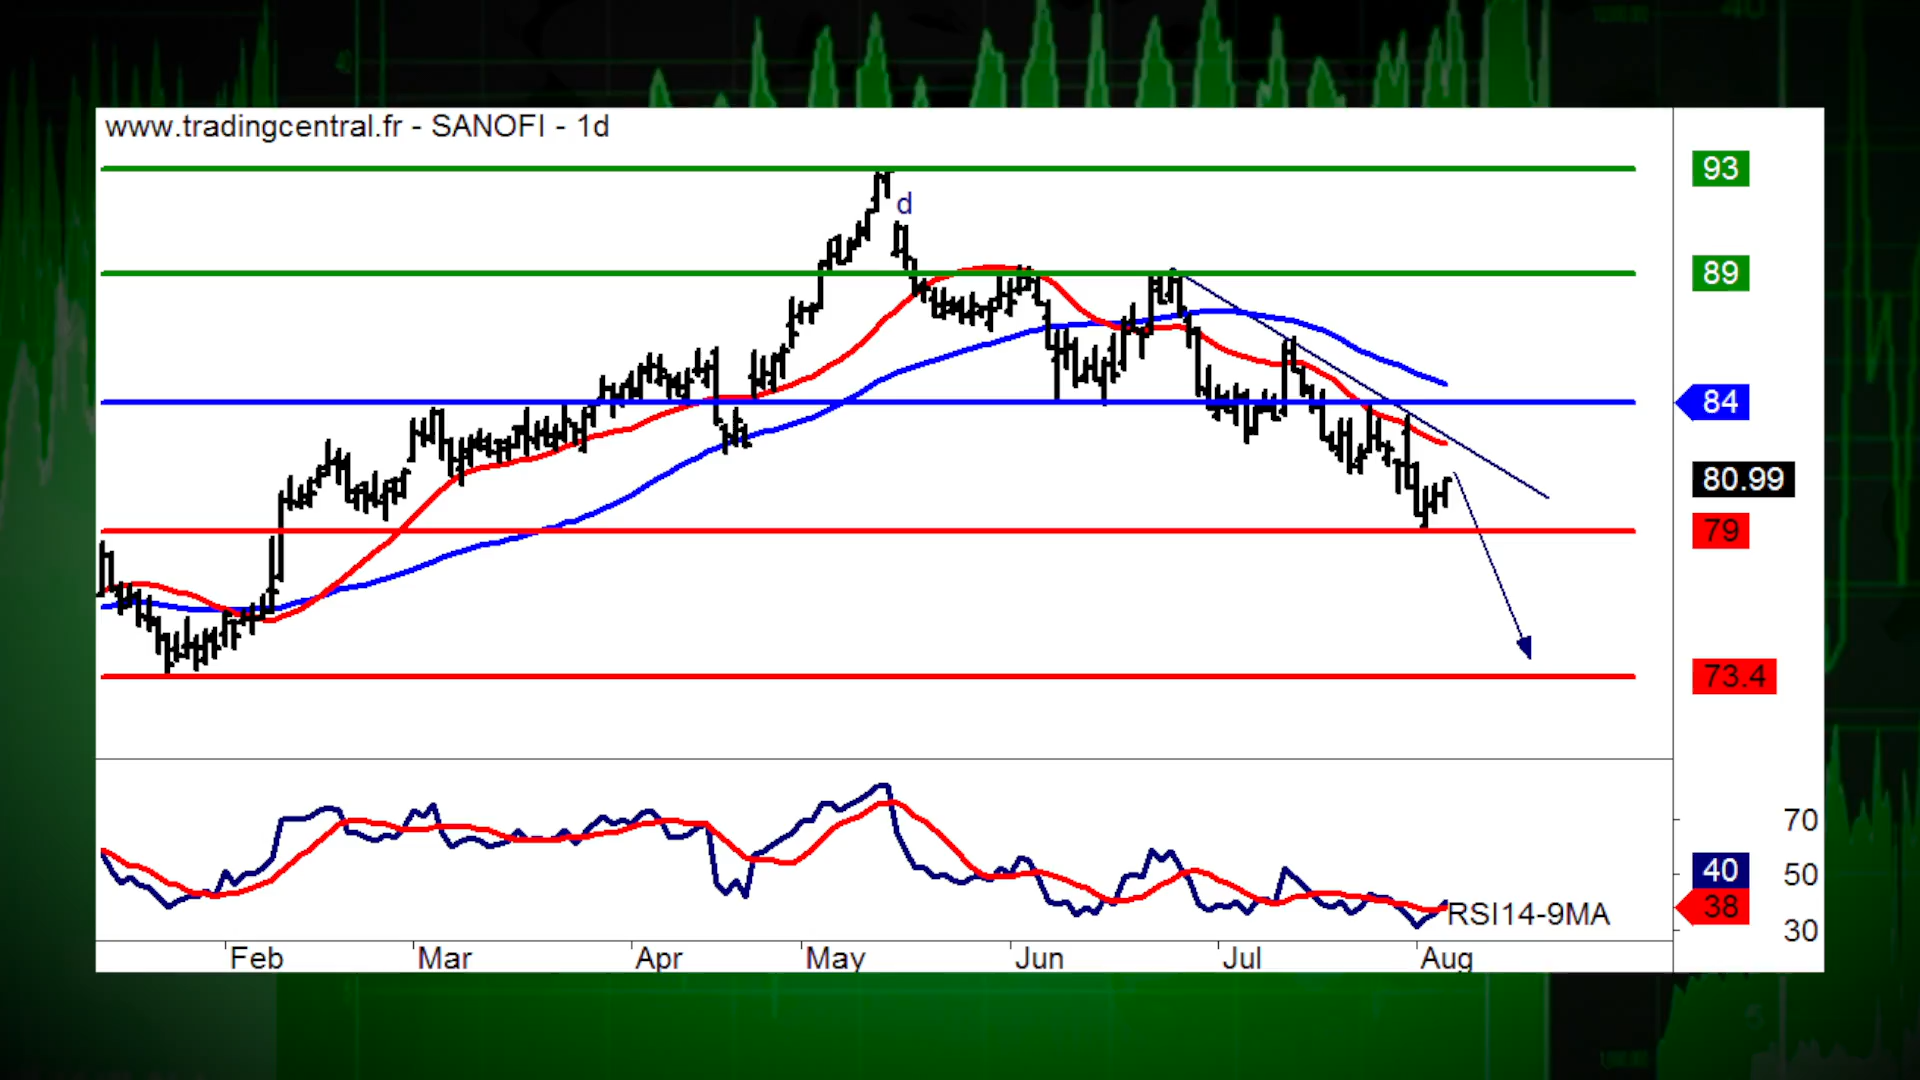 www.tradingcentral.fr - SANOFI - 1d
93
d
89
84
80.99
79
73.4
70
40
50
38
RSI14-9MA
30
Feb
Mar
Apr
May
Jun
Jul
Aug